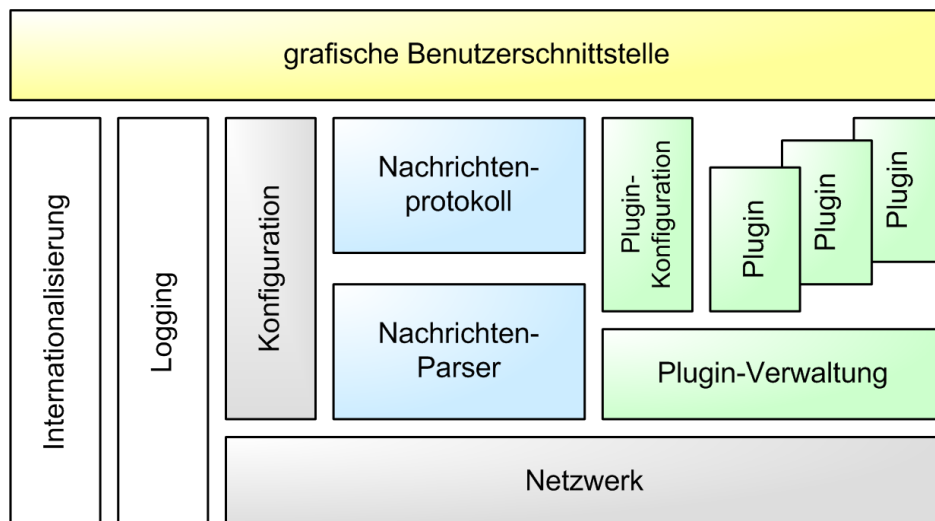 grafische Benutzerschnittstelle
Internationalisierung
Logging
Konfiguration
Nachrichten-
protokoll
Nachrichten-
Parser
Plugin-
Konfiguration
Plugin
Plugin
Plugin
Plugin-Verwaltung
Netzwerk